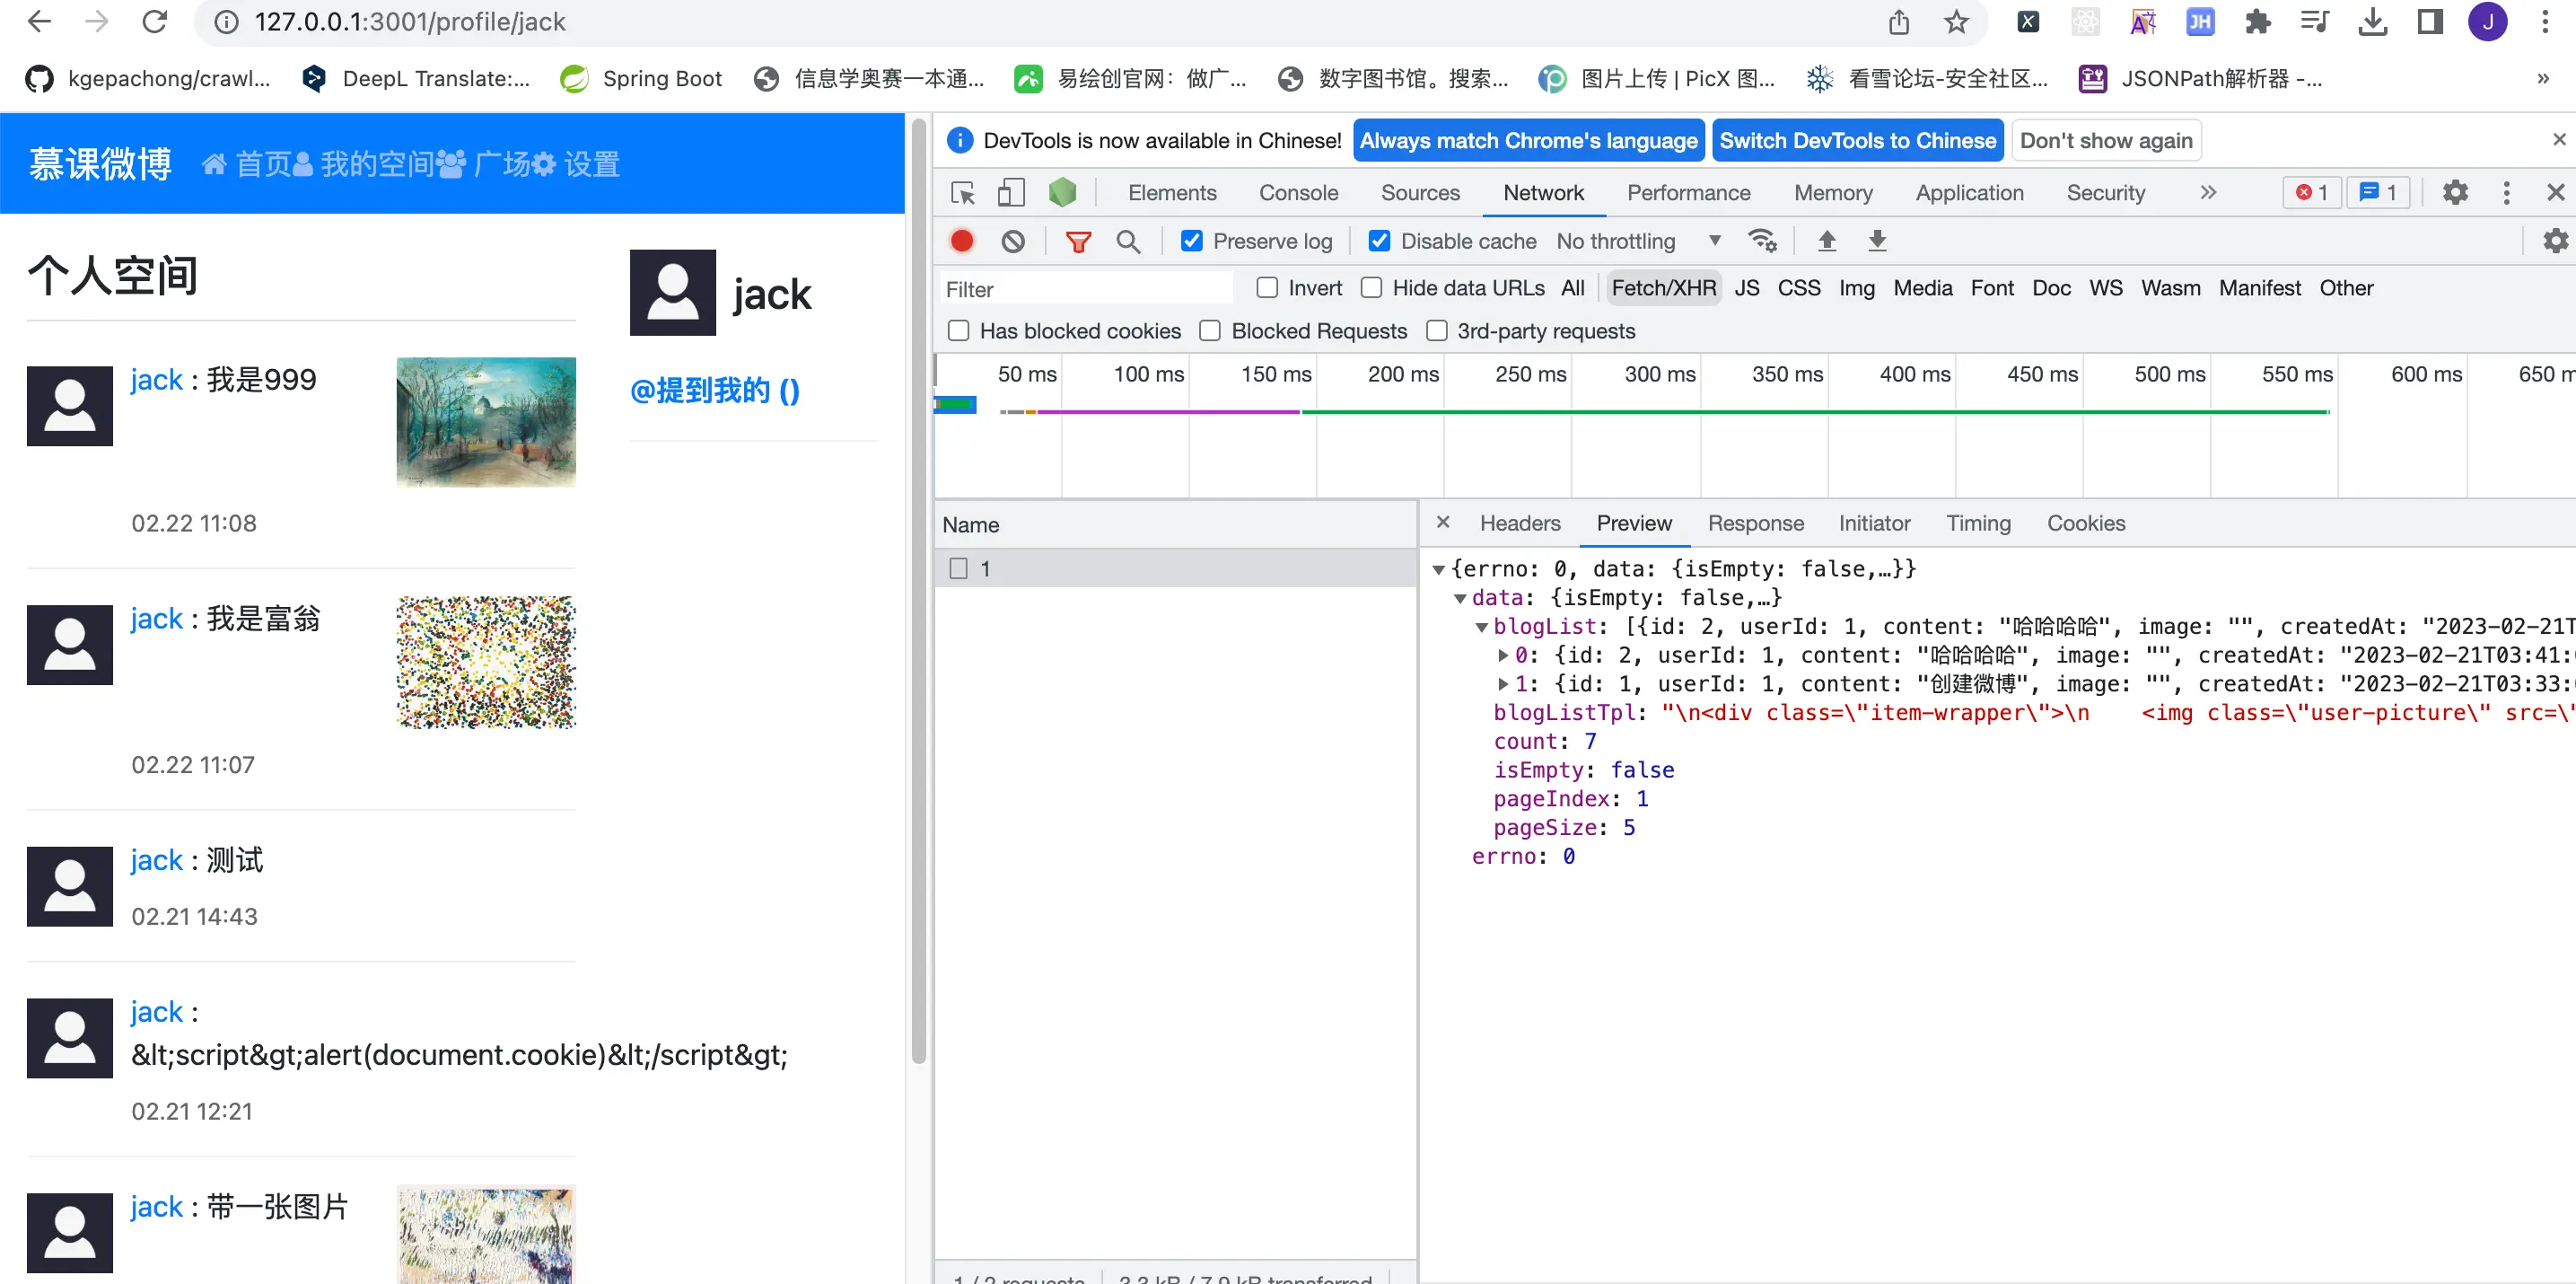 127.0.0.1:3001/profile/jack
J
kgepachong/crawl...
DeepL Translate:...
Spring Boot
信息学奥赛一本通...
易绘创官网：做广...
数字图书馆。搜索...
图片上传 | PicX 图...
看雪论坛-安全社区...
JSONPath解析器 -...
»
慕课微博 首页 我的空间 广场 设置
个人空间
jack
@提到我的 ()
jack : 我是999
02.22 11:08
jack : 我是富翁
02.22 11:07
jack : 测试
02.21 14:43
jack :
&lt;script&gt;alert(document.cookie)&lt;/script&gt;
02.21 12:21
jack : 带一张图片
DevTools is now available in Chinese! Always match Chrome's language Switch DevTools to Chinese Don't show again
Elements Console Sources Network Performance Memory Application Security » 1 1
Preserve log Disable cache No throttling
Filter Invert Hide data URLs All Fetch/XHR JS CSS Img Media Font Doc WS Wasm Manifest Other
Has blocked cookies Blocked Requests 3rd-party requests
50 ms 100 ms 150 ms 200 ms 250 ms 300 ms 350 ms 400 ms 450 ms 500 ms 550 ms 600 ms 650 m
Name
1
Headers Preview Response Initiator Timing Cookies
{errno: 0, data: {isEmpty: false,…}}
data: {isEmpty: false,…}
blogList: [{id: 2, userId: 1, content: "哈哈哈哈", image: "", createdAt: "2023-02-21T
0: {id: 2, userId: 1, content: "哈哈哈哈", image: "", createdAt: "2023-02-21T03:41:
1: {id: 1, userId: 1, content: "创建微博", image: "", createdAt: "2023-02-21T03:33:
blogListTpl: "\n<div class=\"item-wrapper\">\n    <img class=\"user-picture\" src=\"
count: 7
isEmpty: false
pageIndex: 1
pageSize: 5
errno: 0
1 / 2 requests 3.3 kB / 7.9 kB transferred